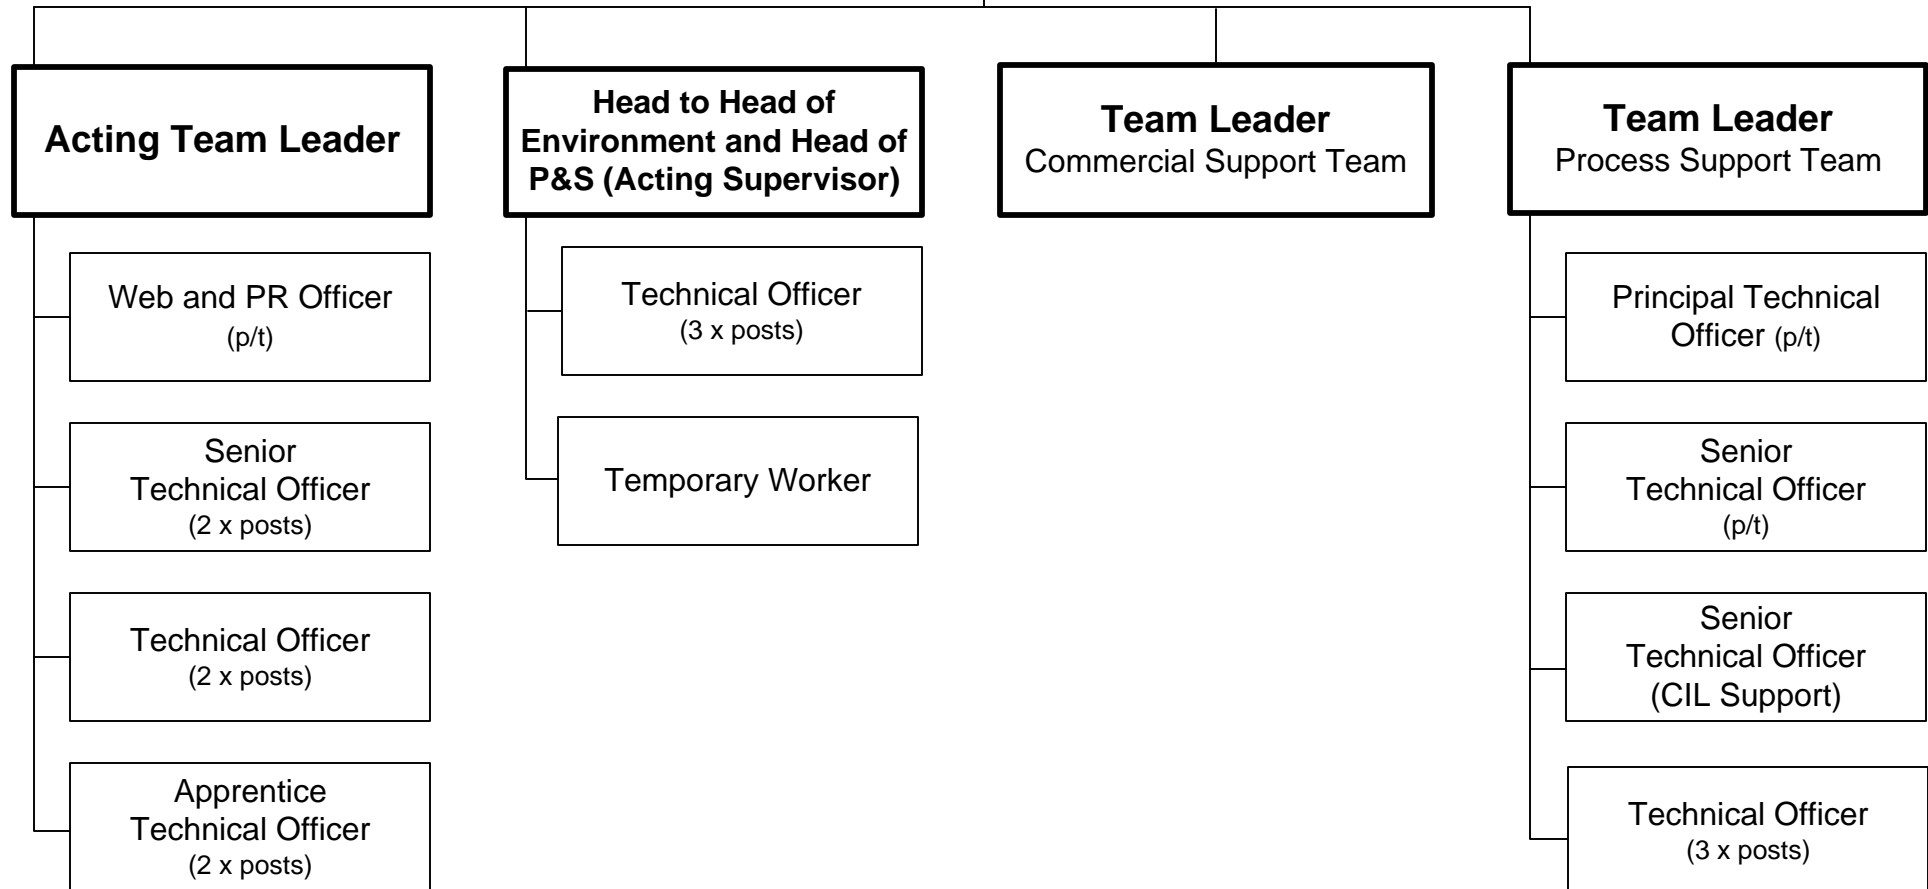 Acting Team Leader
Web and PR Officer
(p/t)
Senior
Technical Officer
(2 x posts)
Technical Officer
(2 x posts)
Apprentice
Technical Officer
(2 x posts)
Head to Head of
Environment and Head of
P&S (Acting Supervisor)
Technical Officer
(3 x posts)
Temporary Worker
Team Leader
Commercial Support Team
Team Leader
Process Support Team
Principal Technical
Officer (p/t)
Senior
Technical Officer
(p/t)
Senior
Technical Officer
(CIL Support)
Technical Officer
(3 x posts)